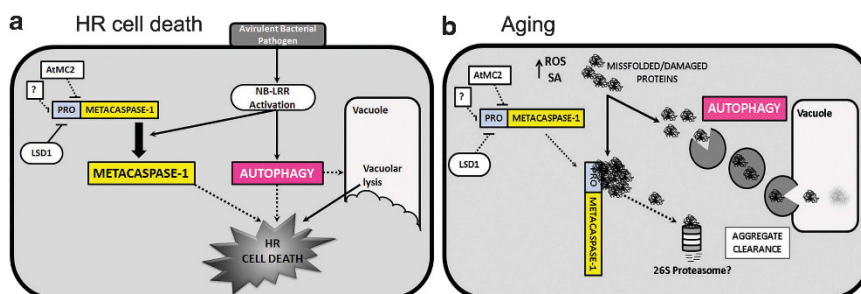 a HR cell death
Avirulent Bacterial
Pathogen
AtMC2
?
PRO METACASPASE-1
LSD1
NB-LRR
Activation
Vacuole
METACASPASE-1
AUTOPHAGY
Vacuolar
lysis
HR
CELL DEATH
b Aging
ROS
SA
MISSFOLDED/DAMAGED
PROTEINS
AtMC2
?
PRO METACASPASE-1
LSD1
AUTOPHAGY
Vacuole
PRO
METACASPASE-1
AGGREGATE
CLEARANCE
26S Proteasome?